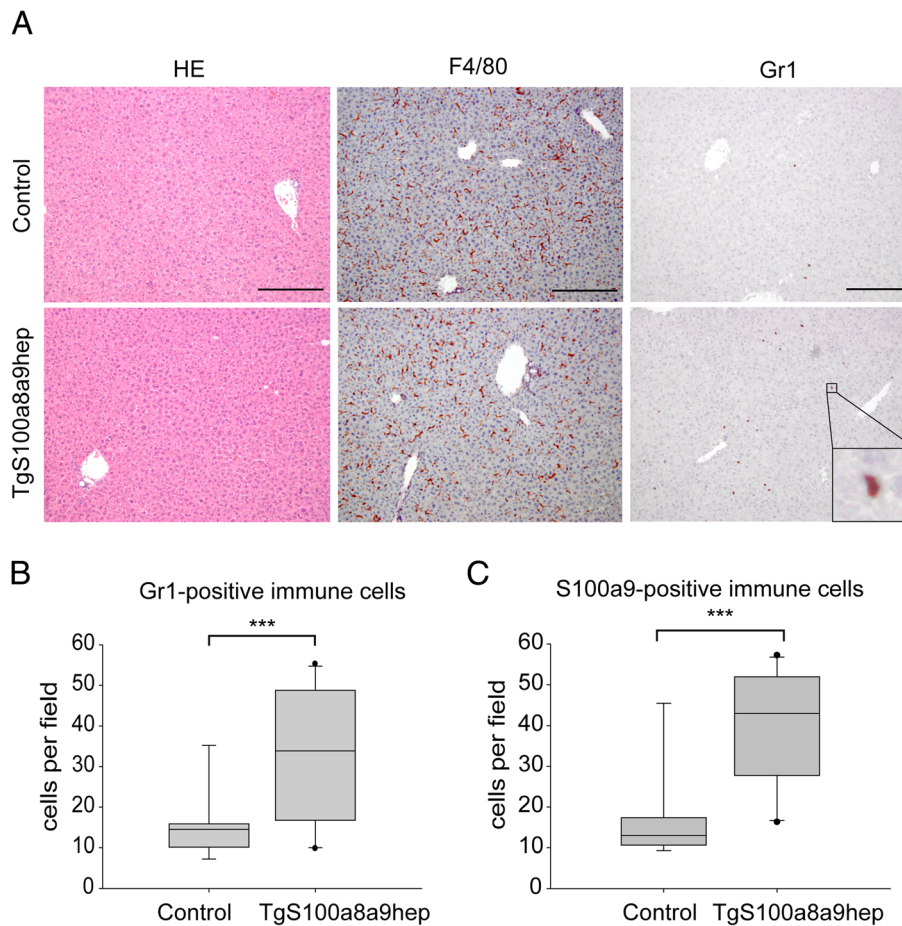 A
HE
F4/80
Gr1
Control
TgS100a8a9hep
B
Gr1-positive immune cells
***
60
50
40
30
20
10
0
cells per field
Control
TgS100a8a9hep
C
S100a9-positive immune cells
***
60
50
40
30
20
10
0
cells per field
Control
TgS100a8a9hep